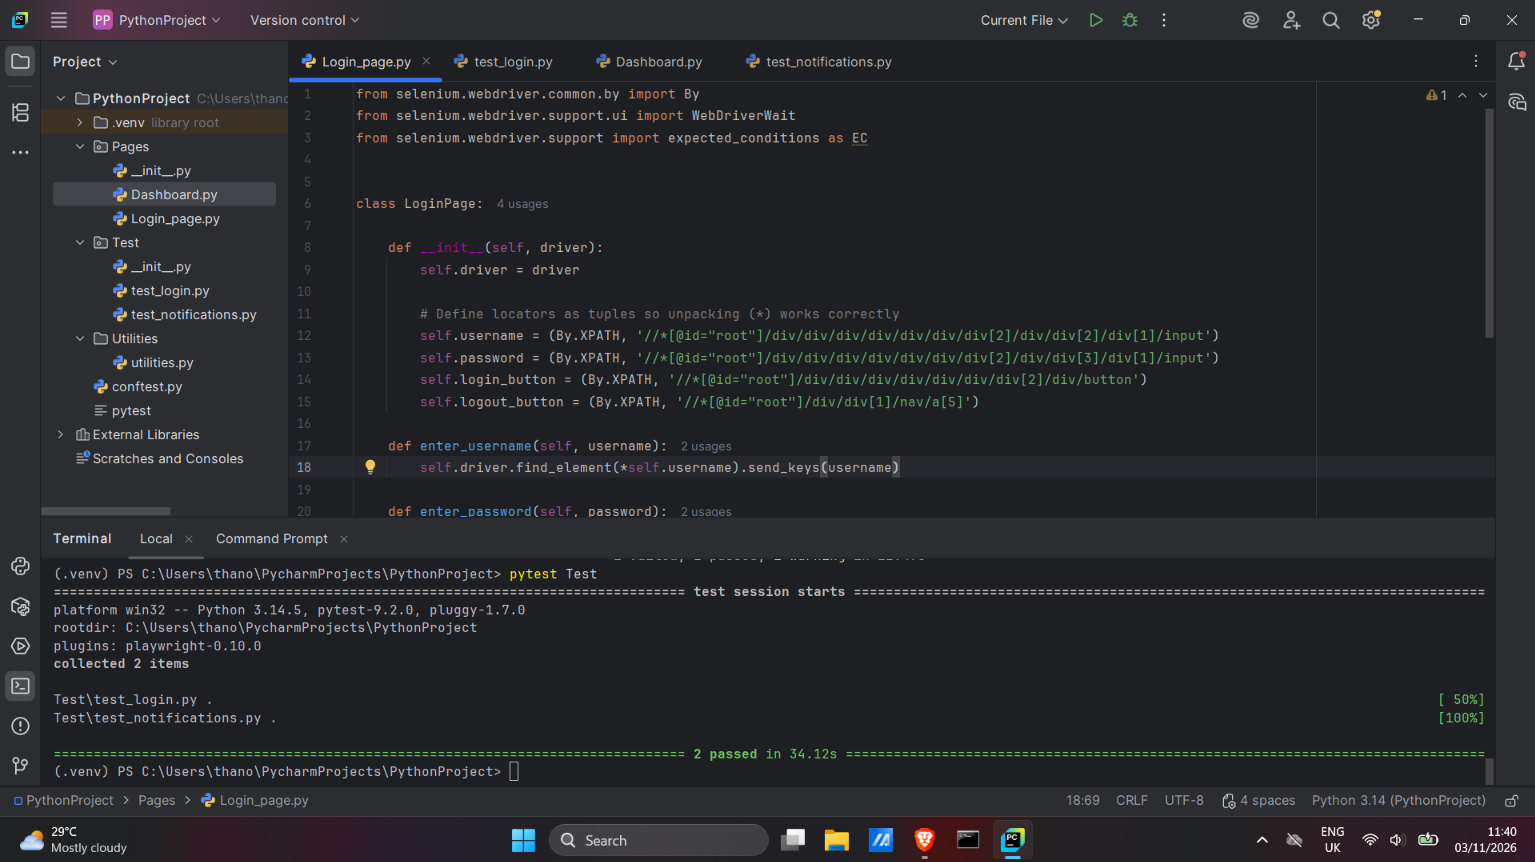 PP PythonProject Version control Current File
Project Login_page.py test_login.py Dashboard.py test_notifications.py
PythonProject C:\Users\thano
.venv library root
Pages
__init__.py
Dashboard.py
Login_page.py
Test
__init__.py
test_login.py
test_notifications.py
Utilities
utilities.py
conftest.py
pytest
External Libraries
Scratches and Consoles
1 from selenium.webdriver.common.by import By
2 from selenium.webdriver.support.ui import WebDriverWait
3 from selenium.webdriver.support import expected_conditions as EC
4
5
6 class LoginPage: 4 usages
7
8 def __init__(self, driver):
9 self.driver = driver
10
11 # Define locators as tuples so unpacking (*) works correctly
12 self.username = (By.XPATH, '//*[@id="root"]/div/div/div/div/div/div/div[2]/div/div[2]/div[1]/input')
13 self.password = (By.XPATH, '//*[@id="root"]/div/div/div/div/div/div/div[2]/div/div[3]/div[1]/input')
14 self.login_button = (By.XPATH, '//*[@id="root"]/div/div/div/div/div/div/div[2]/div/button')
15 self.logout_button = (By.XPATH, '//*[@id="root"]/div/div[1]/nav/a[5]')
16
17 def enter_username(self, username): 2 usages
18 self.driver.find_element(*self.username).send_keys(username)
19
20 def enter_password(self, password): 2 usages
1
Terminal Local Command Prompt
(.venv) PS C:\Users\thano\PycharmProjects\PythonProject> pytest Test
test session starts
platform win32 -- Python 3.14.5, pytest-9.2.0, pluggy-1.7.0
rootdir: C:\Users\thano\PycharmProjects\PythonProject
plugins: playwright-0.10.0
collected 2 items
Test\test_login.py . [ 50%]
Test\test_notifications.py . [100%]
2 passed in 34.12s
(.venv) PS C:\Users\thano\PycharmProjects\PythonProject>
PythonProject > Pages > Login_page.py 18:69 CRLF UTF-8 4 spaces Python 3.14 (PythonProject)
29°C
Mostly cloudy
Search
ENG
UK
11:40
03/11/2026